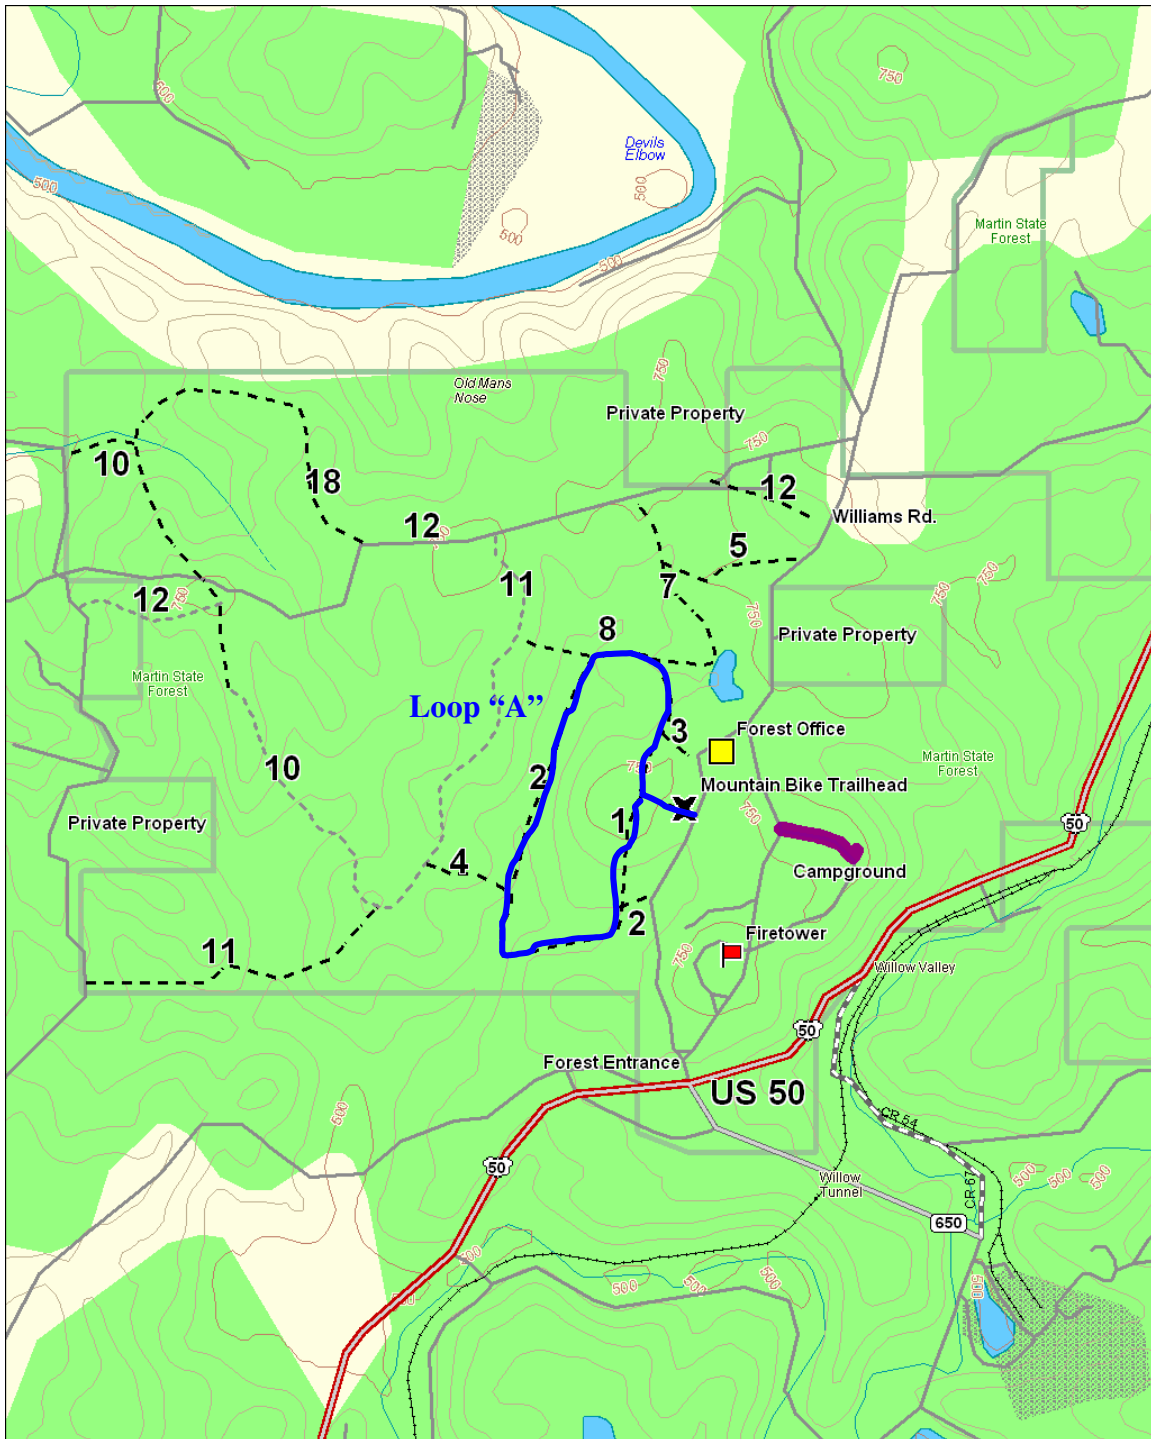 750
500
Devils
Elbow
500
500
500
500
Martin State
Forest
750
Old Mans
Nose
Private Property
750
10
18
12
12
Williams Rd.
750
5
11
7
750
750
12
750
750
8
Private Property
Martin State
Forest
Loop “A”
3
Forest Office
750
2
10
Mountain Bike Trailhead
Martin State
Forest
Private Property
1
750
50
4
Campground
2
11
Firetower
750
Willow Valley
50
Forest Entrance
US 50
500
CR 54
50
Willow
Tunnel
CR 67
500
500
500
650
500
500
500
500
500
500